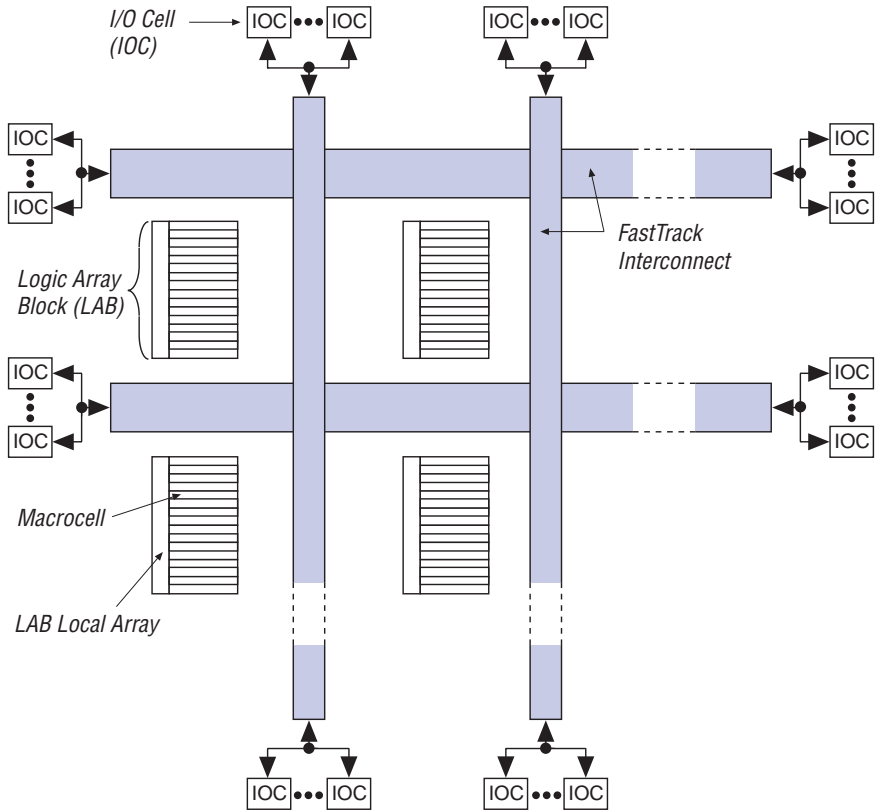 I/O Cell
(IOC)
IOC IOC IOC IOC
IOC IOC
IOC IOC
FastTrack
Interconnect
Logic Array
Block (LAB)
IOC IOC
IOC IOC
Macrocell
LAB Local Array
IOC IOC IOC IOC